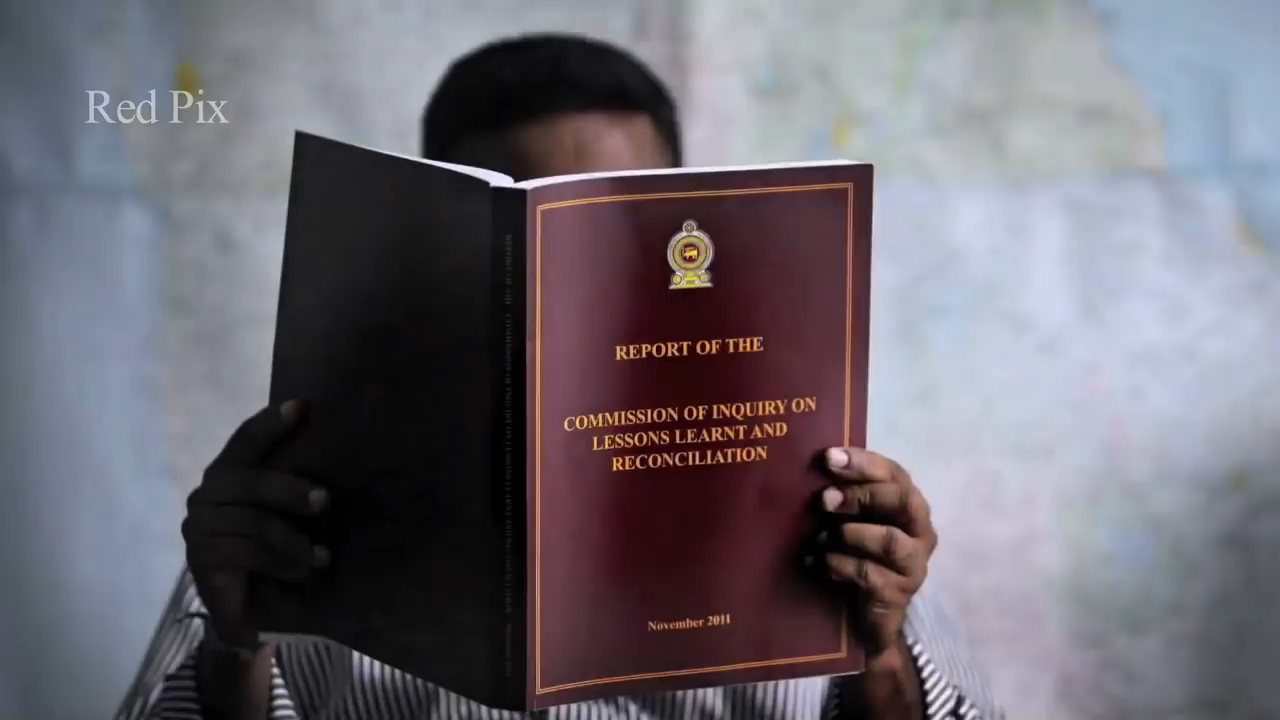 Red Pix
REPORT OF THE
COMMISSION OF INQUIRY ON
LESSONS LEARNT AND
RECONCILIATION
November 2011